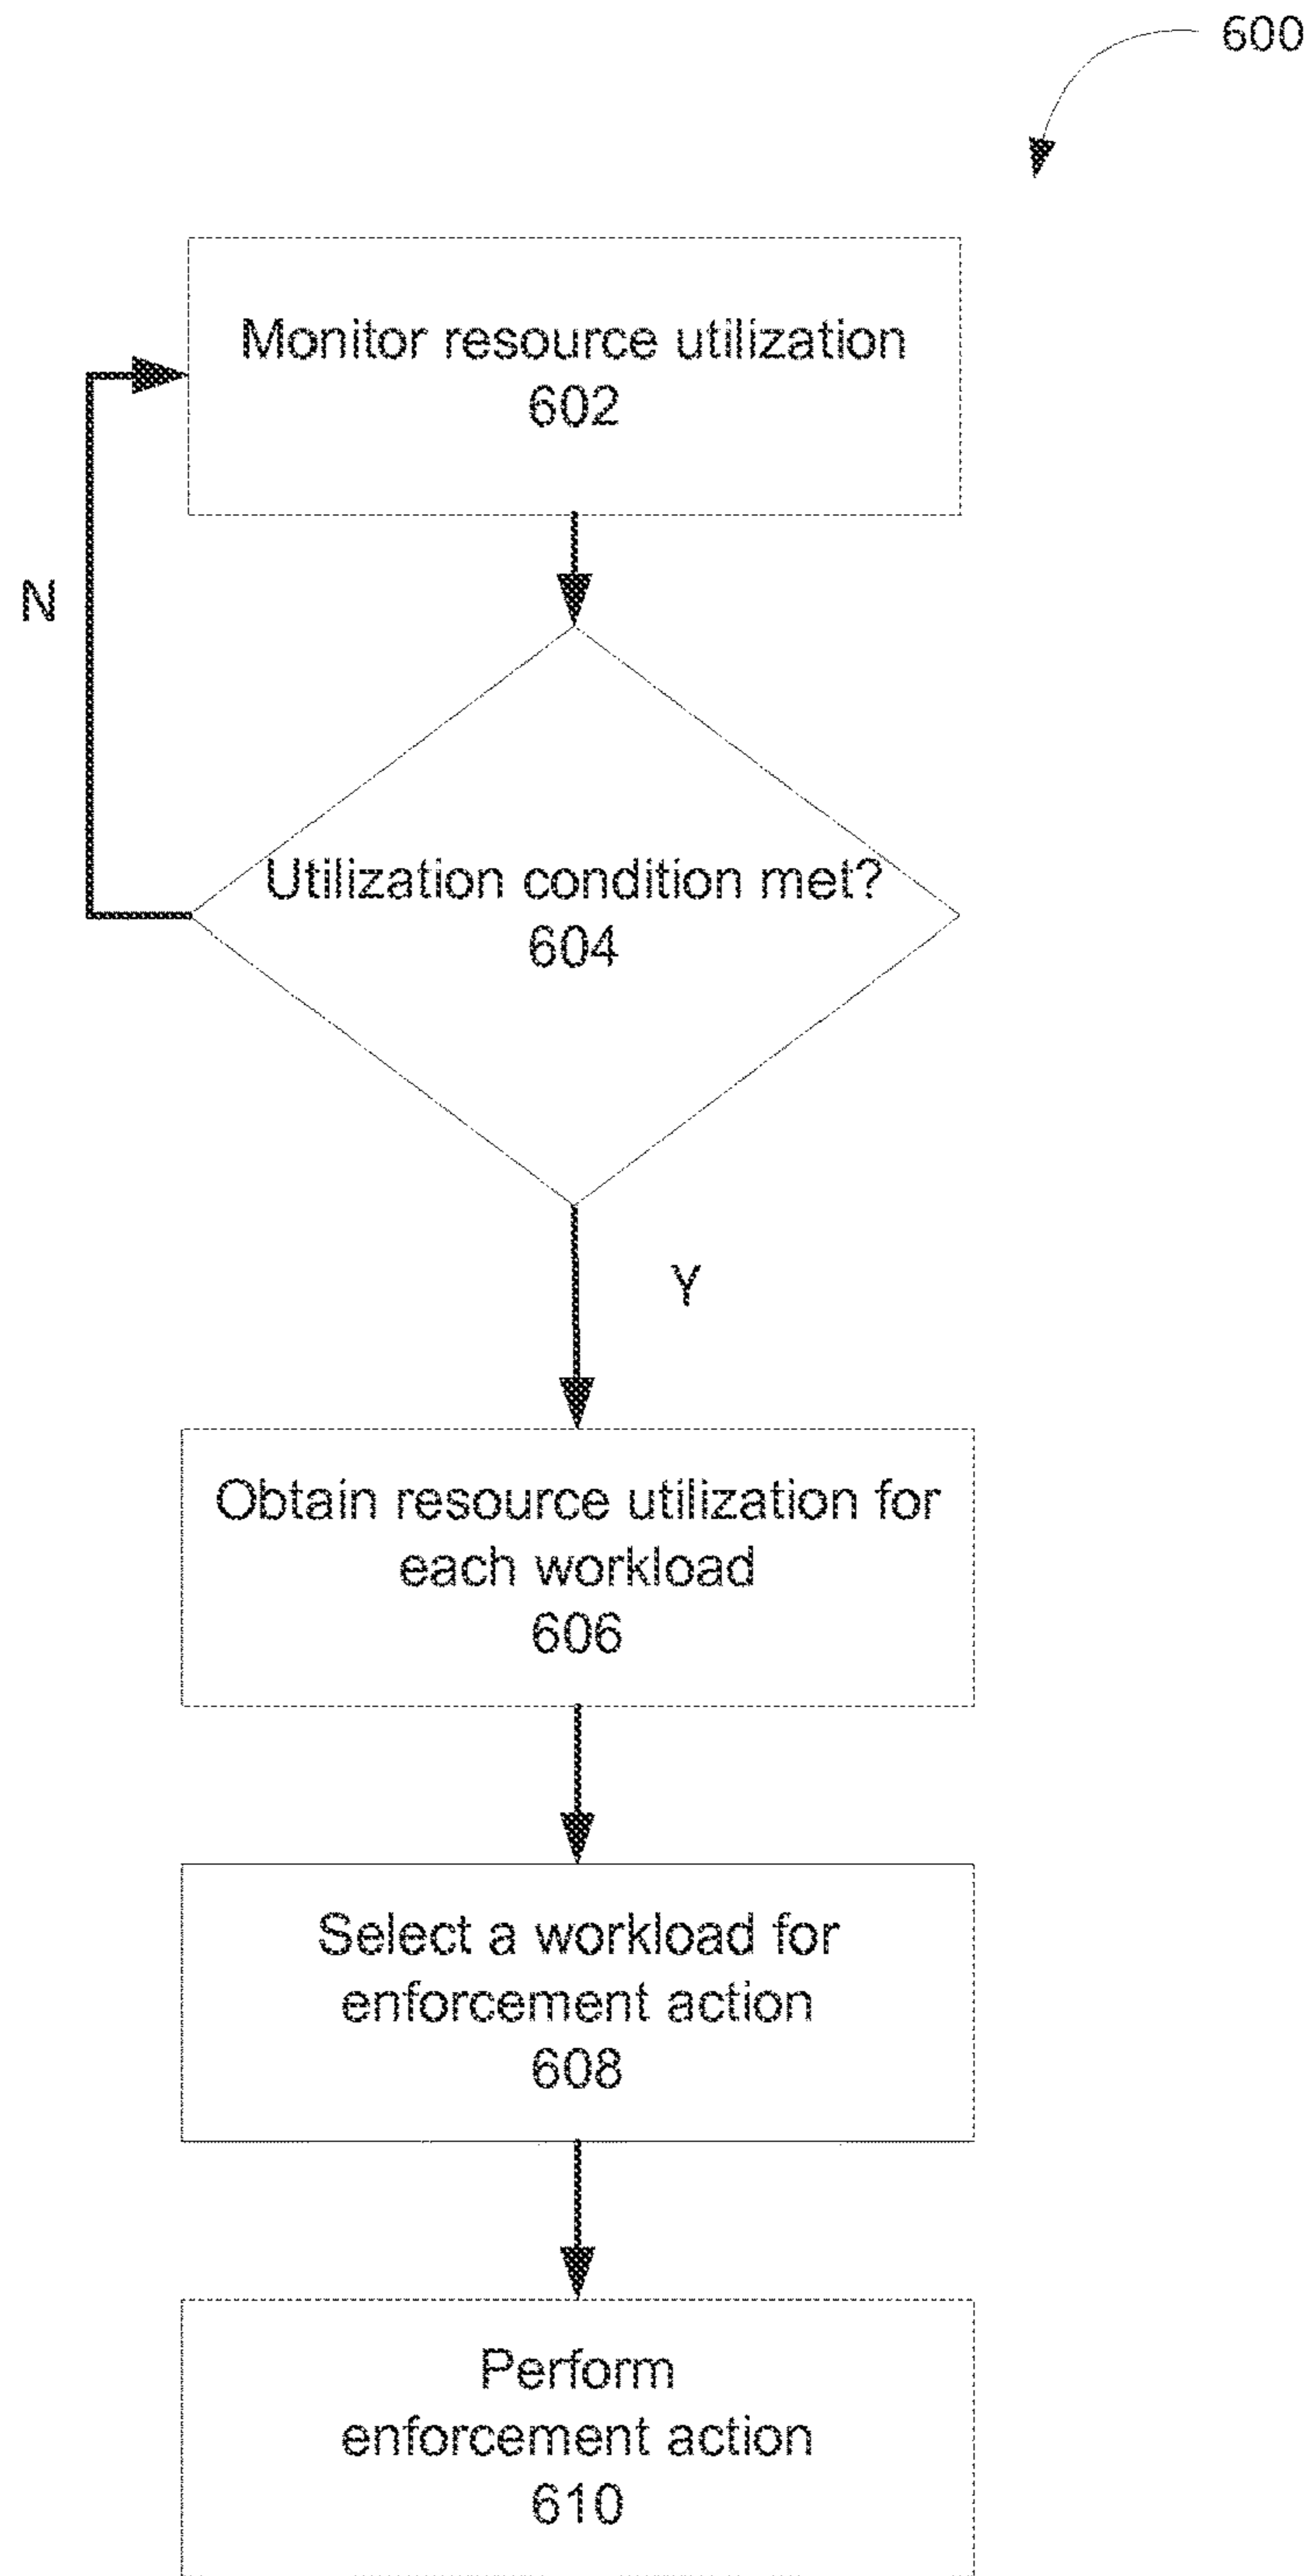 600
Monitor resource utilization
602
N
Utilization condition met?
604
Y
Obtain resource utilization for
each workload
606
Select a workload for
enforcement action
608
Perform
enforcement action
610